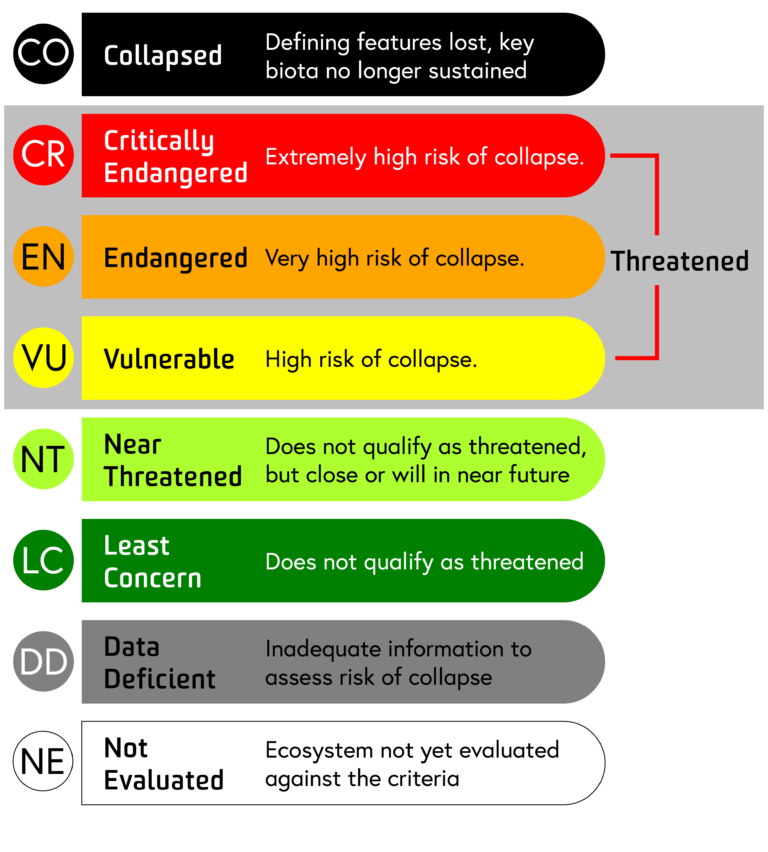 CO
Collapsed
Defining features lost, key
biota no longer sustained
CR
Critically
Endangered
Extremely high risk of collapse.
EN
Endangered
Very high risk of collapse.
Threatened
VU
Vulnerable
High risk of collapse.
NT
Near
Threatened
Does not qualify as threatened,
but close or will in near future
LC
Least
Concern
Does not qualify as threatened
DD
Data
Deficient
Inadequate information to
assess risk of collapse
NE
Not
Evaluated
Ecosystem not yet evaluated
against the criteria